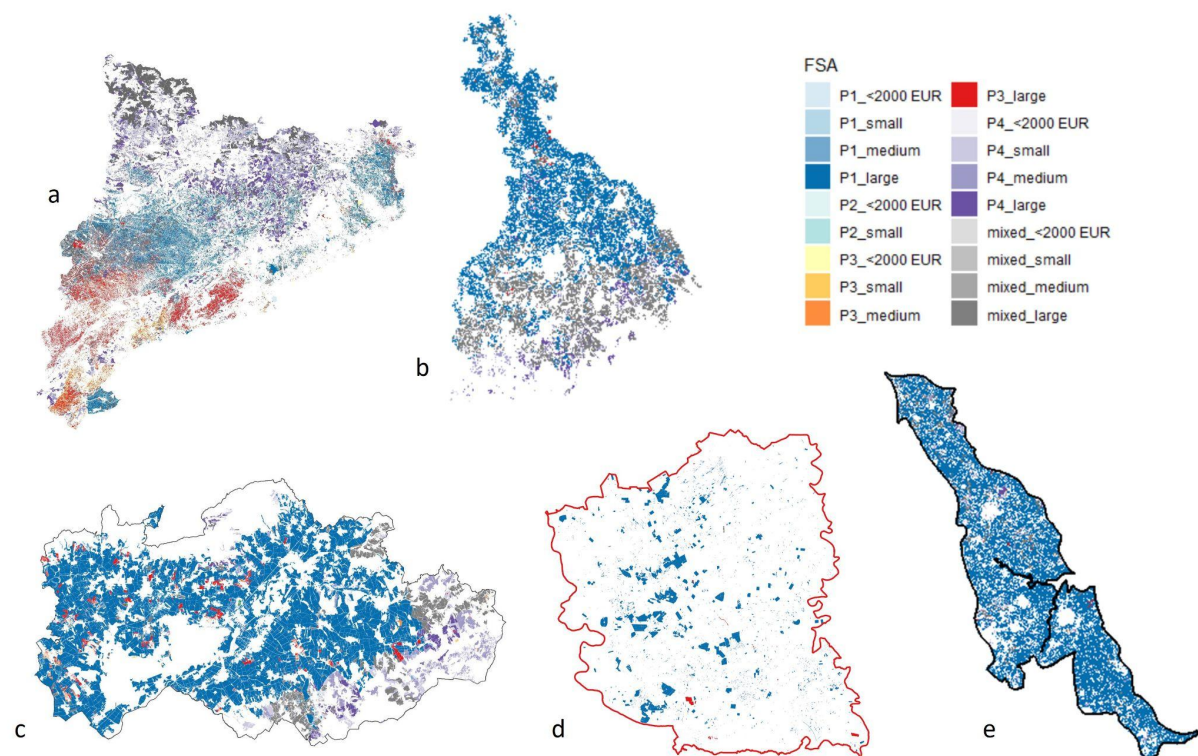 FSA
P1_<2000 EUR
P1_small
P1_medium
P1_large
P2_<2000 EUR
P2_small
P3_<2000 EUR
P3_small
P3_medium
P3_large
P4_<2000 EUR
P4_small
P4_medium
P4_large
mixed_<2000 EUR
mixed_small
mixed_medium
mixed_large
a
b
c
d
e